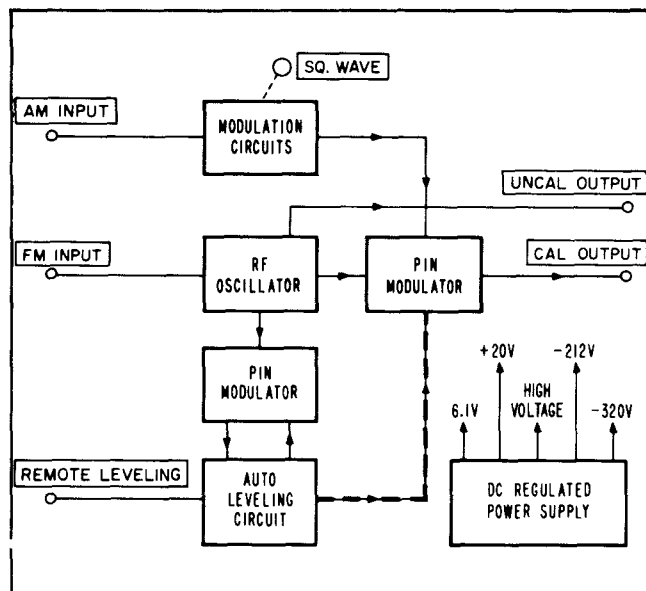 SQ. WAVE
AM INPUT
MODULATION
CIRCUITS
UNCAL OUTPUT
FM INPUT
RF
OSCILLATOR
PIN
MODULATOR
CAL OUTPUT
PIN
MODULATOR
+20V
-212V
6.1V
HIGH
VOLTAGE
-320V
REMOTE LEVELING
AUTO
LEVELING
CIRCUIT
DC REGULATED
POWER SUPPLY